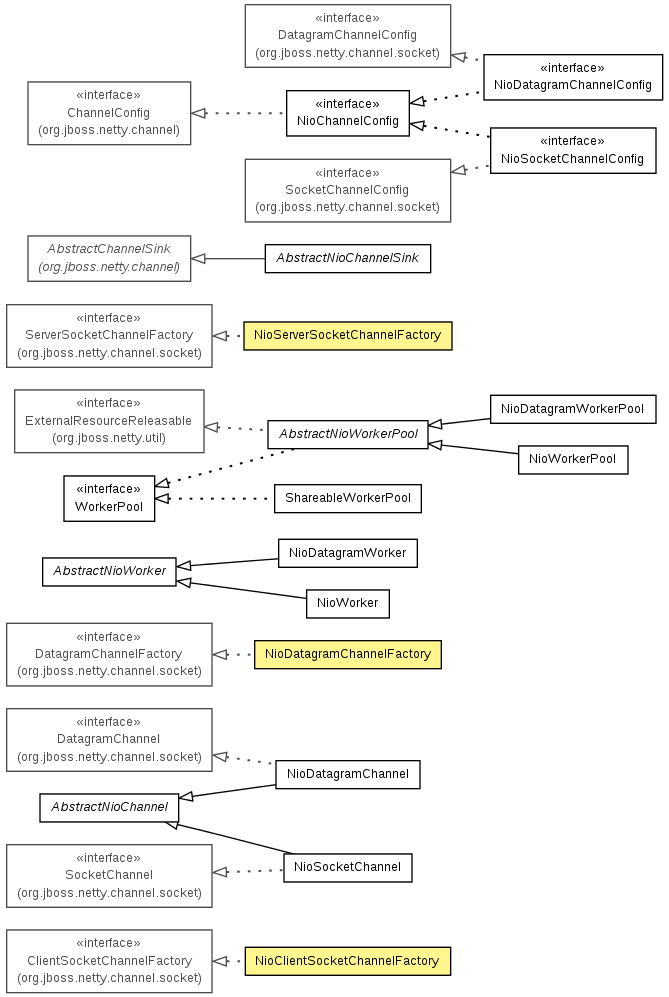 «interface»
DatagramChannelConfig
(org.jboss.netty.channel.socket)
«interface»
NioDatagramChannelConfig
«interface»
ChannelConfig
(org.jboss.netty.channel)
«interface»
NioChannelConfig
«interface»
NioSocketChannelConfig
«interface»
SocketChannelConfig
(org.jboss.netty.channel.socket)
AbstractChannelSink
(org.jboss.netty.channel)
AbstractNioChannelSink
«interface»
ServerSocketChannelFactory
(org.jboss.netty.channel.socket)
NioServerSocketChannelFactory
«interface»
ExternalResourceReleasable
(org.jboss.netty.util)
AbstractNioWorkerPool
NioDatagramWorkerPool
NioWorkerPool
«interface»
WorkerPool
ShareableWorkerPool
AbstractNioWorker
NioDatagramWorker
NioWorker
«interface»
DatagramChannelFactory
(org.jboss.netty.channel.socket)
NioDatagramChannelFactory
«interface»
DatagramChannel
(org.jboss.netty.channel.socket)
NioDatagramChannel
AbstractNioChannel
«interface»
SocketChannel
(org.jboss.netty.channel.socket)
NioSocketChannel
«interface»
ClientSocketChannelFactory
(org.jboss.netty.channel.socket)
NioClientSocketChannelFactory